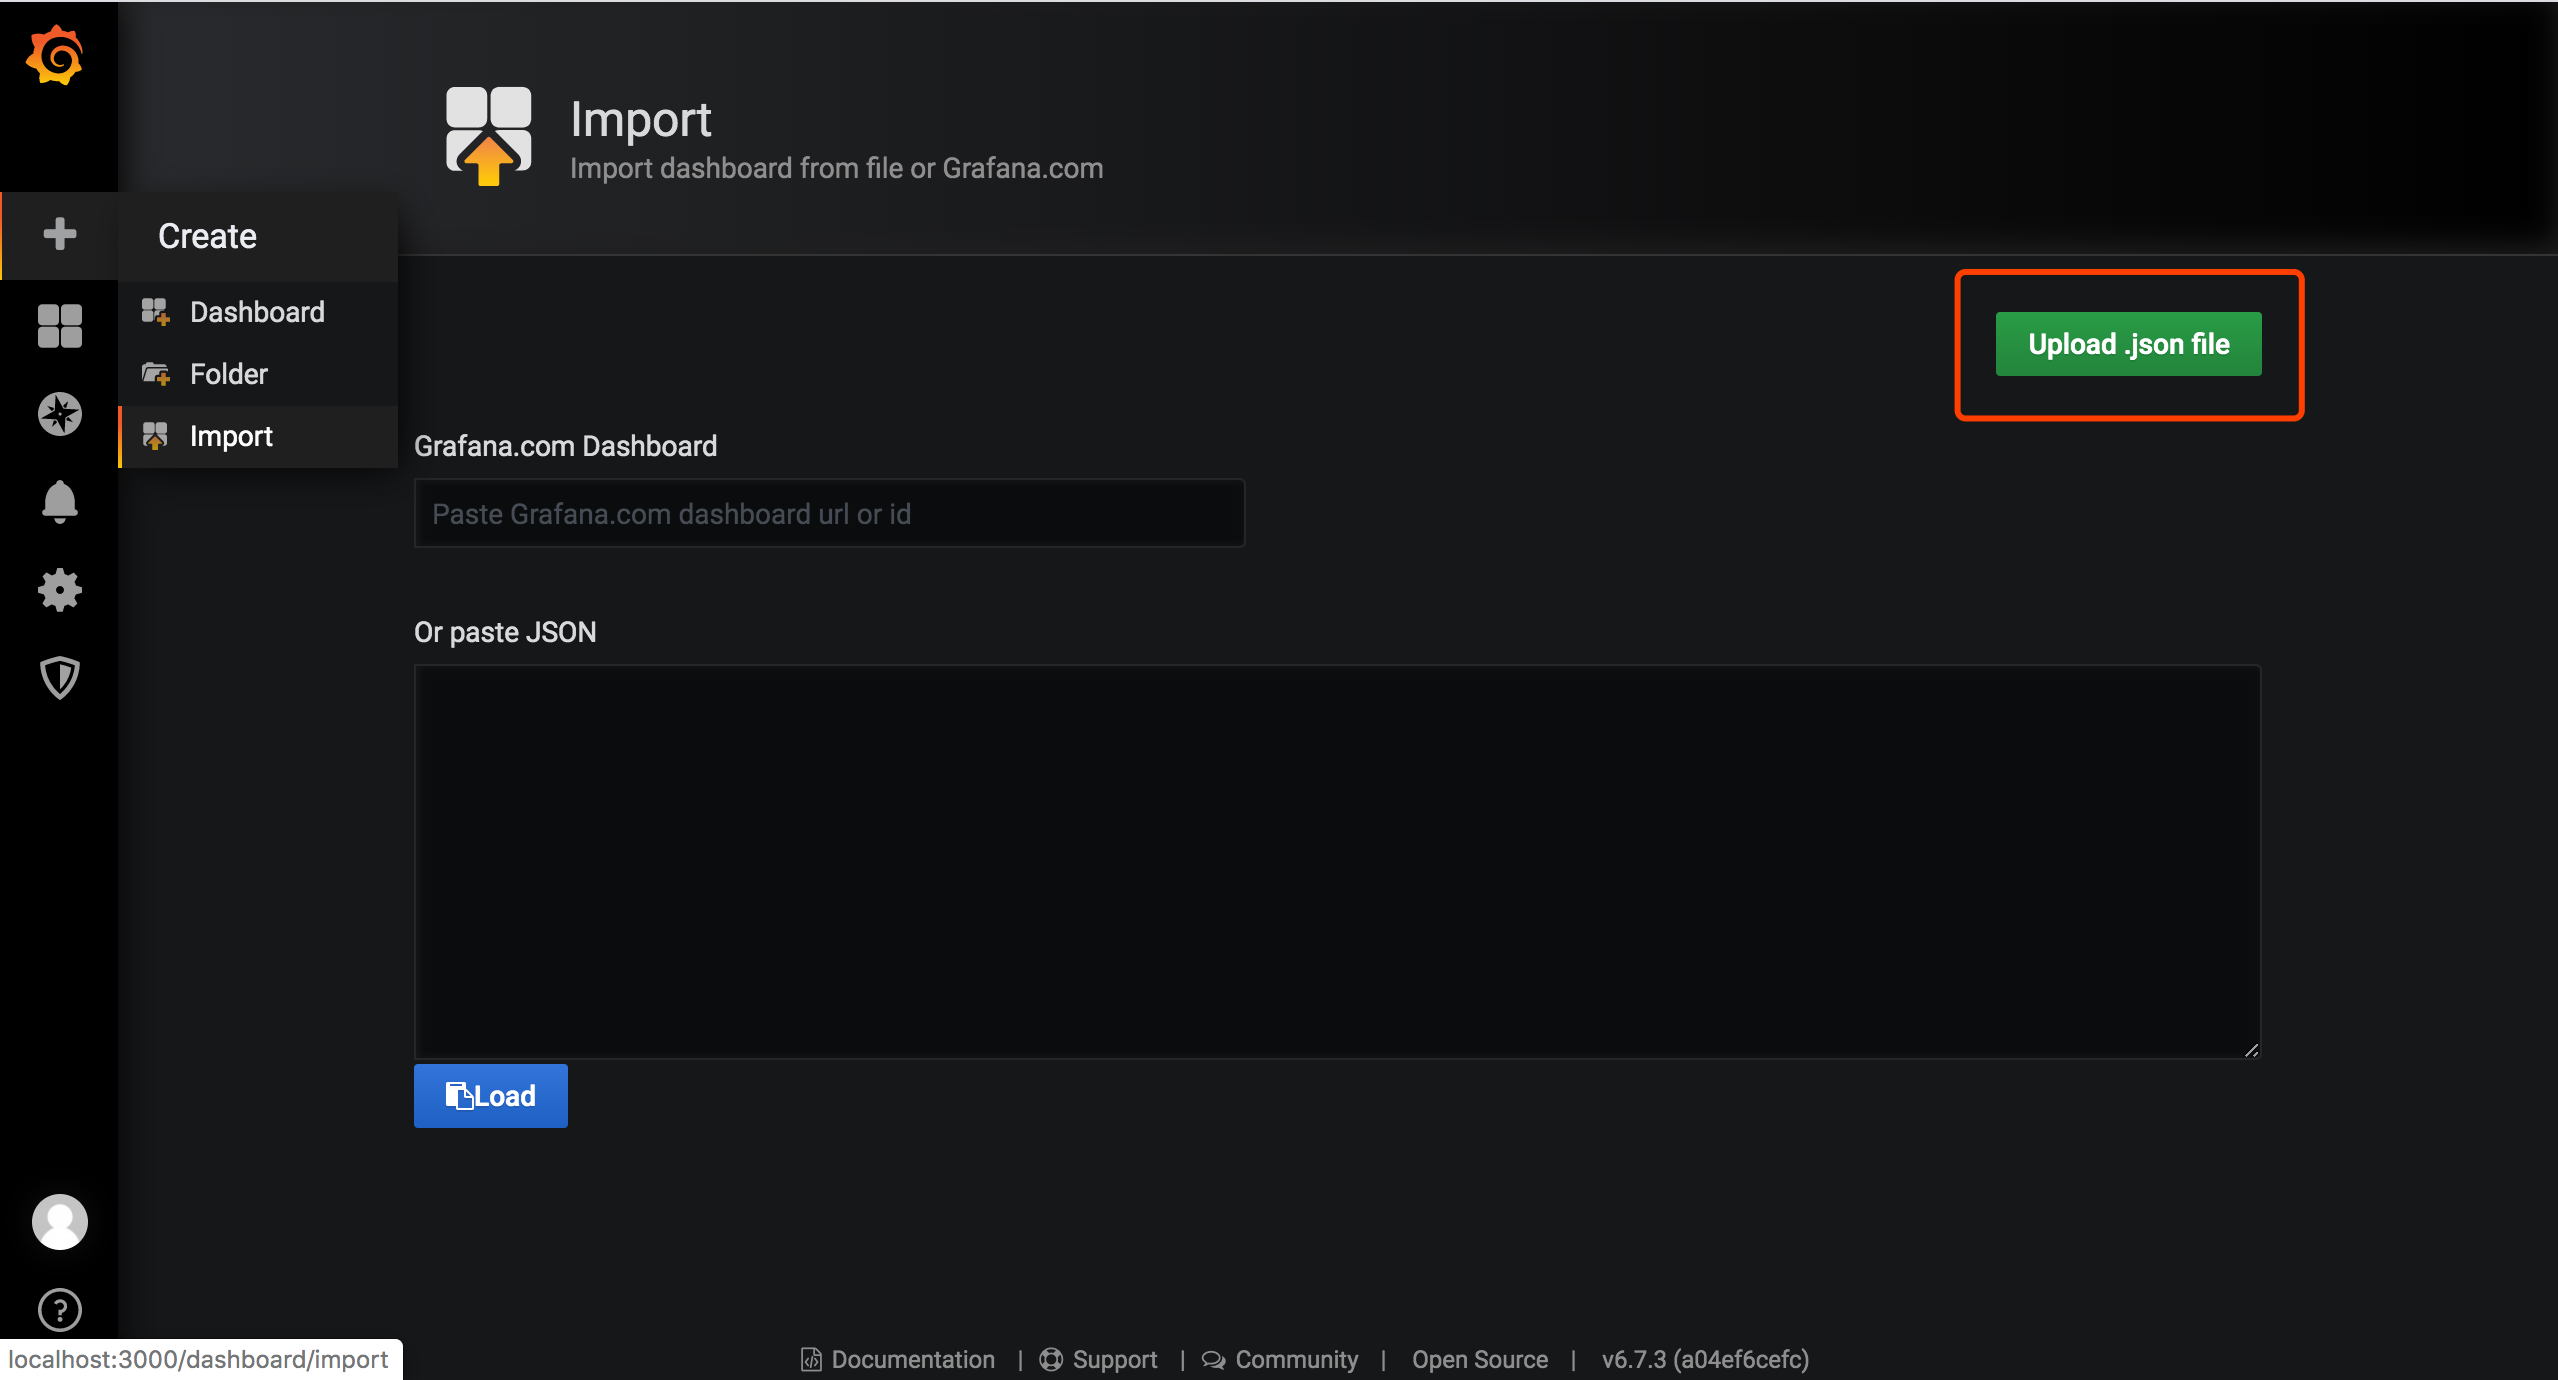 Import
Import dashboard from file or Grafana.com
Create
Dashboard
Folder
Import
Upload .json file
Grafana.com Dashboard
Paste Grafana.com dashboard url or id
Or paste JSON
Load
localhost:3000/dashboard/import
Documentation | Support | Community | Open Source | v6.7.3 (a04ef6cefc)